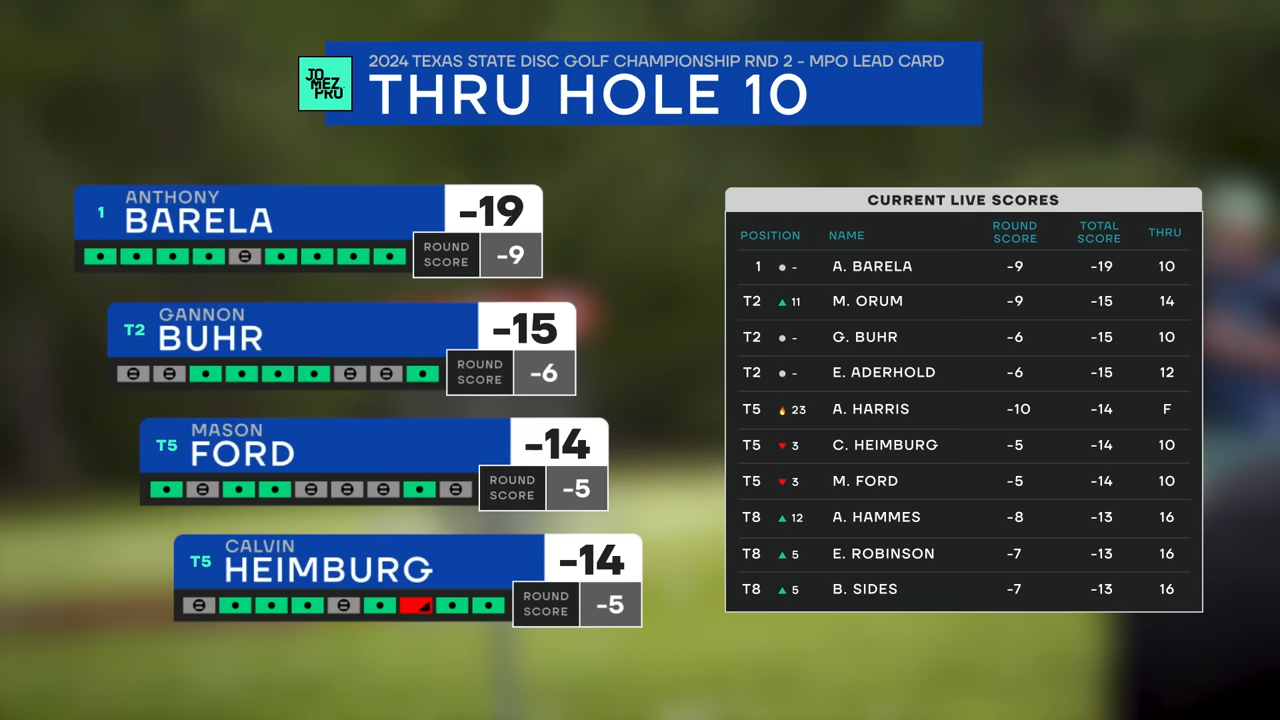 JO
MEZ
PRO
2024 TEXAS STATE DISC GOLF CHAMPIONSHIP RND 2 - MPO LEAD CARD
THRU HOLE 10
1
ANTHONY
BARELA
-19
ROUND
SCORE
-9
T2
GANNON
BUHR
-15
ROUND
SCORE
-6
T5
MASON
FORD
-14
ROUND
SCORE
-5
T5
CALVIN
HEIMBURG
-14
ROUND
SCORE
-5
CURRENT LIVE SCORES
POSITION NAME ROUND SCORE TOTAL SCORE THRU
1 - A. BARELA -9 -19 10
T2 11 M. ORUM -9 -15 14
T2 - G. BUHR -6 -15 10
T2 - E. ADERHOLD -6 -15 12
T5 23 A. HARRIS -10 -14 F
T5 3 C. HEIMBURG -5 -14 10
T5 3 M. FORD -5 -14 10
T8 12 A. HAMMES -8 -13 16
T8 5 E. ROBINSON -7 -13 16
T8 5 B. SIDES -7 -13 16